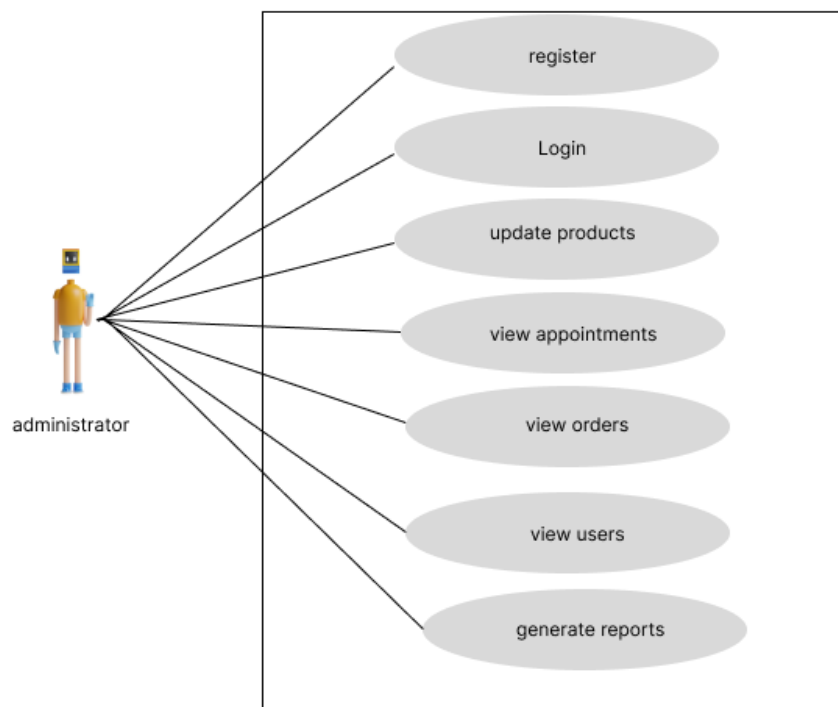 register
Login
update products
view appointments
administrator
view orders
view users
generate reports